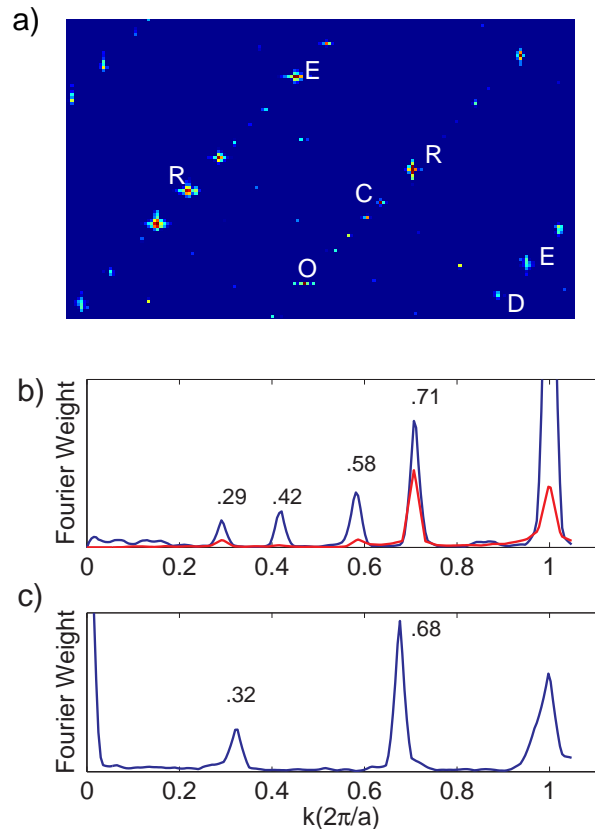 a)
E
R
R
C
O
E
D
b)
Fourier Weight
.29
.42
.58
.71
0
0.2
0.4
0.6
0.8
1
c)
Fourier Weight
.32
.68
0
0.2
0.4
0.6
0.8
1
k(2π/a)